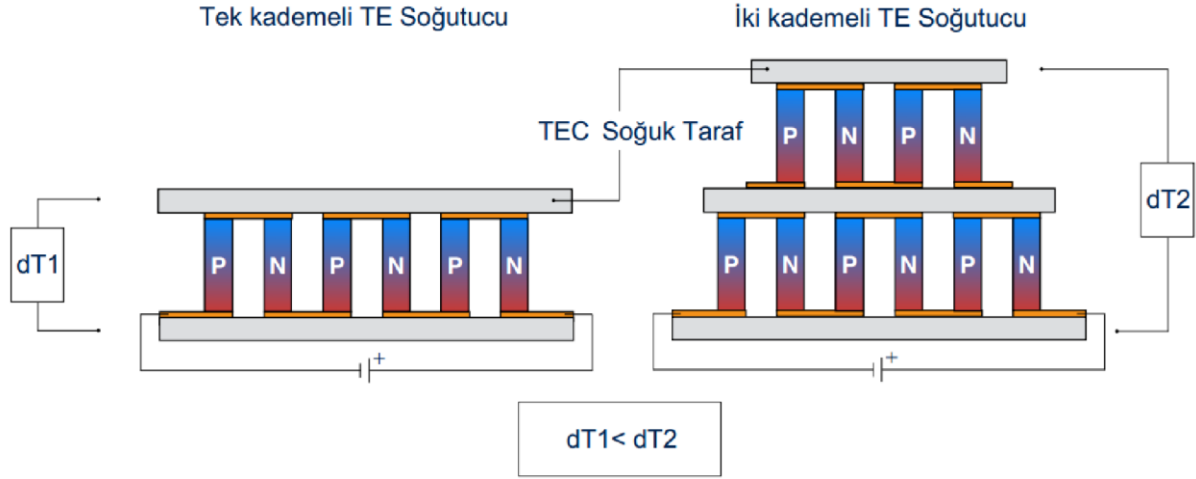 Tek kademeli TE Soğutucu
İki kademeli TE Soğutucu
TEC Soğuk Taraf
P N P N
dT1
P N P N P N
P N P N P N
dT2
+
+
dT1< dT2